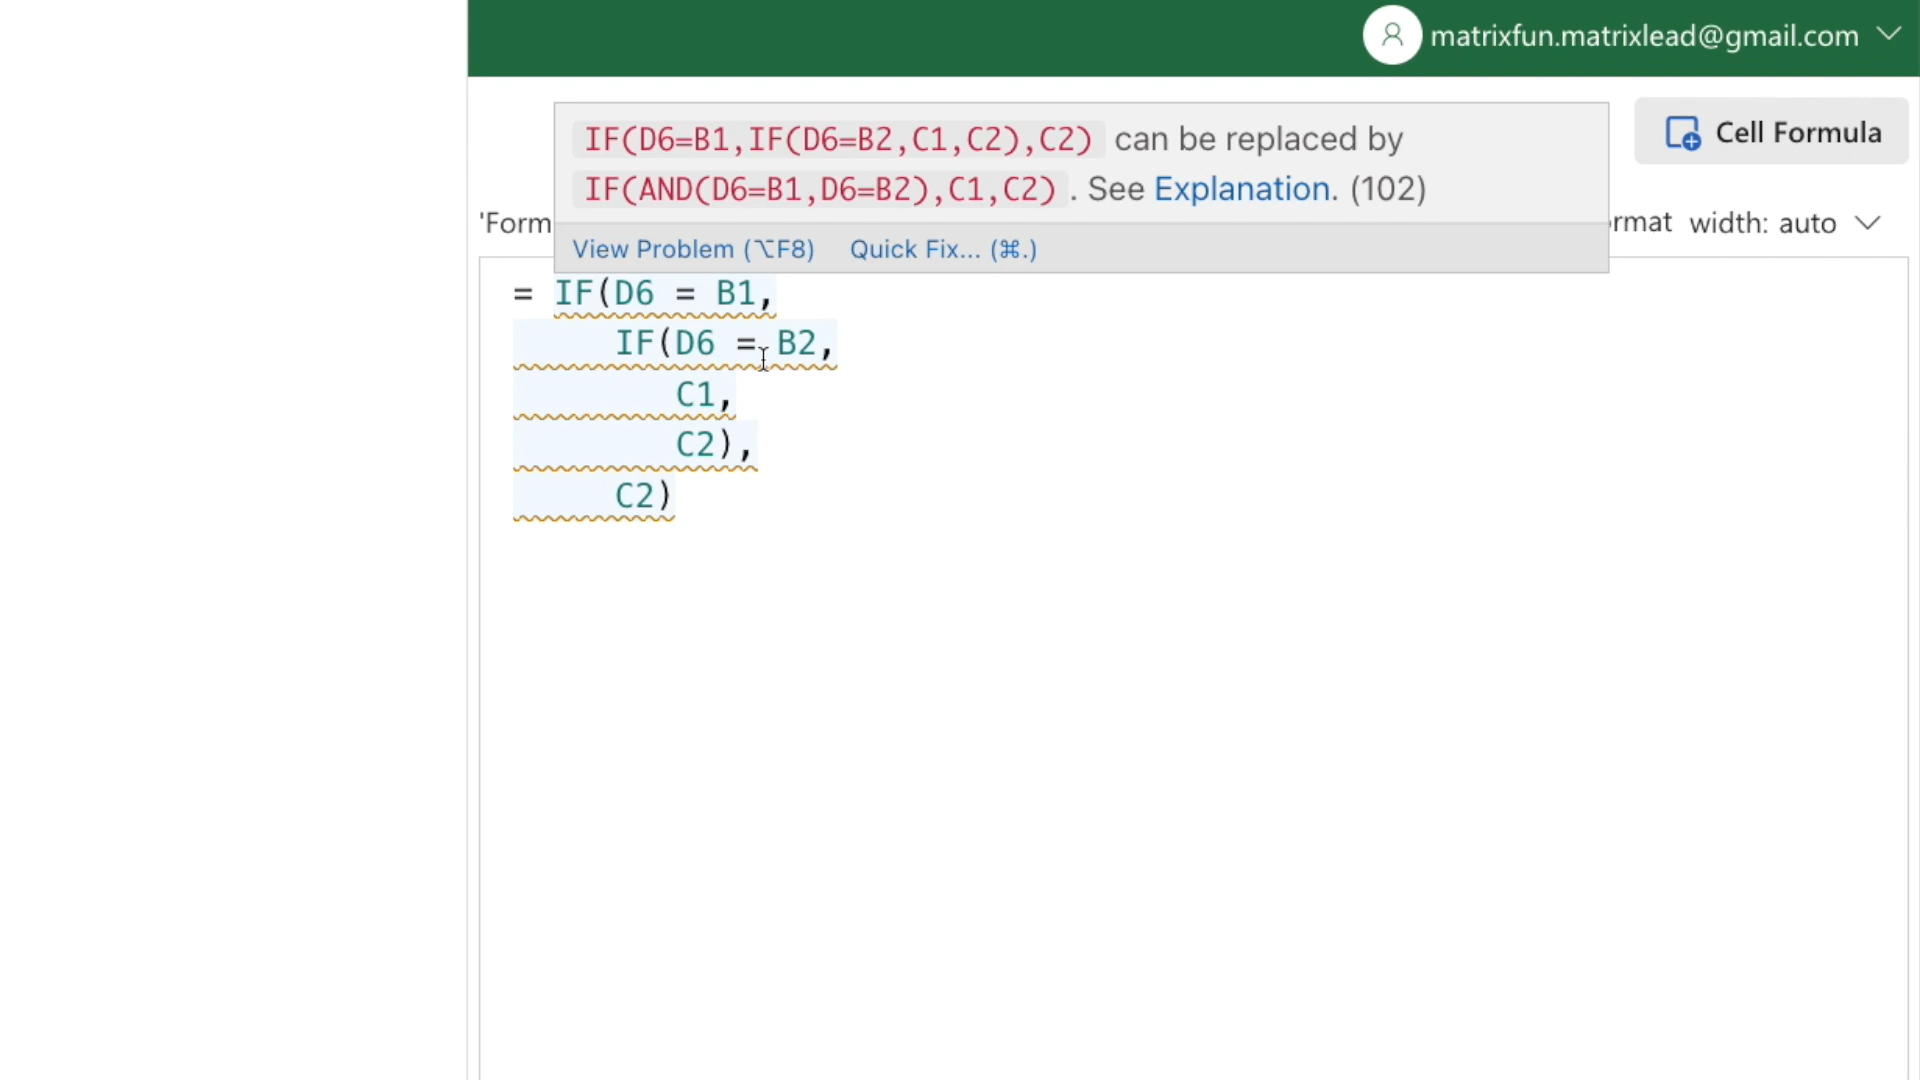 matrixfun.matrixlead@gmail.com
IF(D6=B1,IF(D6=B2,C1,C2),C2) can be replaced by
IF(AND(D6=B1,D6=B2),C1,C2) . See Explanation. (102)
View Problem (⌥F8) Quick Fix... (⌘.)
Cell Formula
'Form
rmat width: auto
= IF(D6 = B1,
IF(D6 = B2,
C1,
C2),
C2)